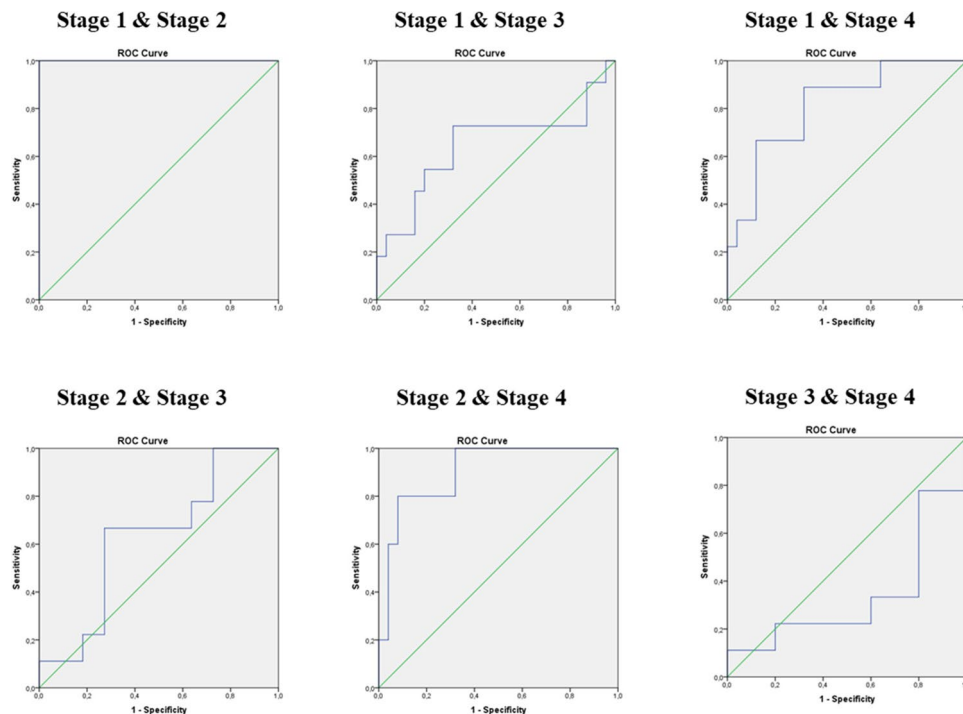 Stage 1 & Stage 2
ROC Curve
1,0
0,8
0,6
0,4
0,2
0,0
Sensitivity
0,0 0,2 0,4 0,6 0,8 1,0
1 - Specificity
Stage 1 & Stage 3
ROC Curve
1,0
0,8
0,6
0,4
0,2
0,0
Sensitivity
0,0 0,2 0,4 0,6 0,8 1,0
1 - Specificity
Stage 1 & Stage 4
ROC Curve
1,0
0,8
0,6
0,4
0,2
0,0
Sensitivity
0,0 0,2 0,4 0,6 0,8 1,0
1 - Specificity
Stage 2 & Stage 3
ROC Curve
1,0
0,8
0,6
0,4
0,2
0,0
Sensitivity
0,0 0,2 0,4 0,6 0,8 1,0
1 - Specificity
Stage 2 & Stage 4
ROC Curve
1,0
0,8
0,6
0,4
0,2
0,0
Sensitivity
0,0 0,2 0,4 0,6 0,8 1,0
1 - Specificity
Stage 3 & Stage 4
ROC Curve
1,0
0,8
0,6
0,4
0,2
0,0
Sensitivity
0,0 0,2 0,4 0,6 0,8 1,0
1 - Specificity